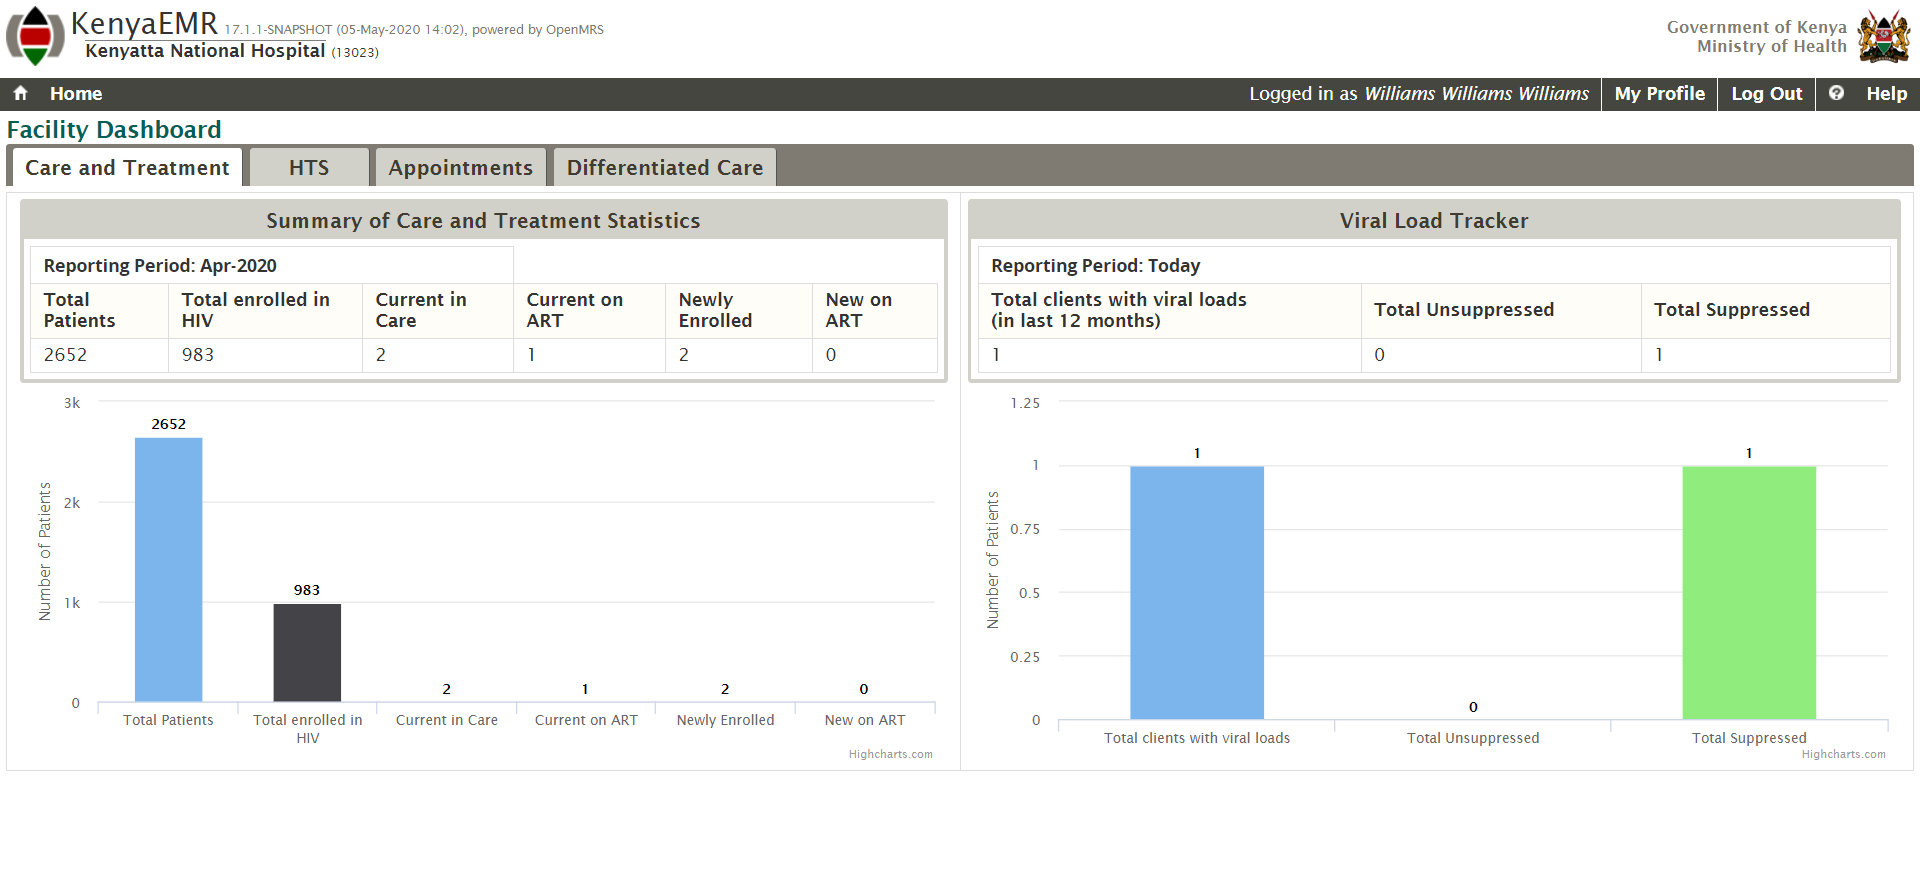 KenyaEMR 17.1.1-SNAPSHOT (05-May-2020 14:02), powered by OpenMRS
Kenyatta National Hospital (13023)
Government of Kenya
Ministry of Health
Home
Logged in as Williams Williams Williams
My Profile
Log Out
Help
Facility Dashboard
Care and Treatment
HTS
Appointments
Differentiated Care
Summary of Care and Treatment Statistics
Reporting Period: Apr-2020
Total Patients
Total enrolled in HIV
Current in Care
Current on ART
Newly Enrolled
New on ART
2652
983
2
1
2
0
3k
2k
1k
0
Number of Patients
2652
983
2
1
2
0
Total Patients
Total enrolled in
HIV
Current in Care
Current on ART
Newly Enrolled
New on ART
Highcharts.com
Viral Load Tracker
Reporting Period: Today
Total clients with viral loads
(in last 12 months)
Total Unsuppressed
Total Suppressed
1
0
1
1.25
1
0.75
0.5
0.25
0
Number of Patients
1
0
1
Total clients with viral loads
Total Unsuppressed
Total Suppressed
Highcharts.com